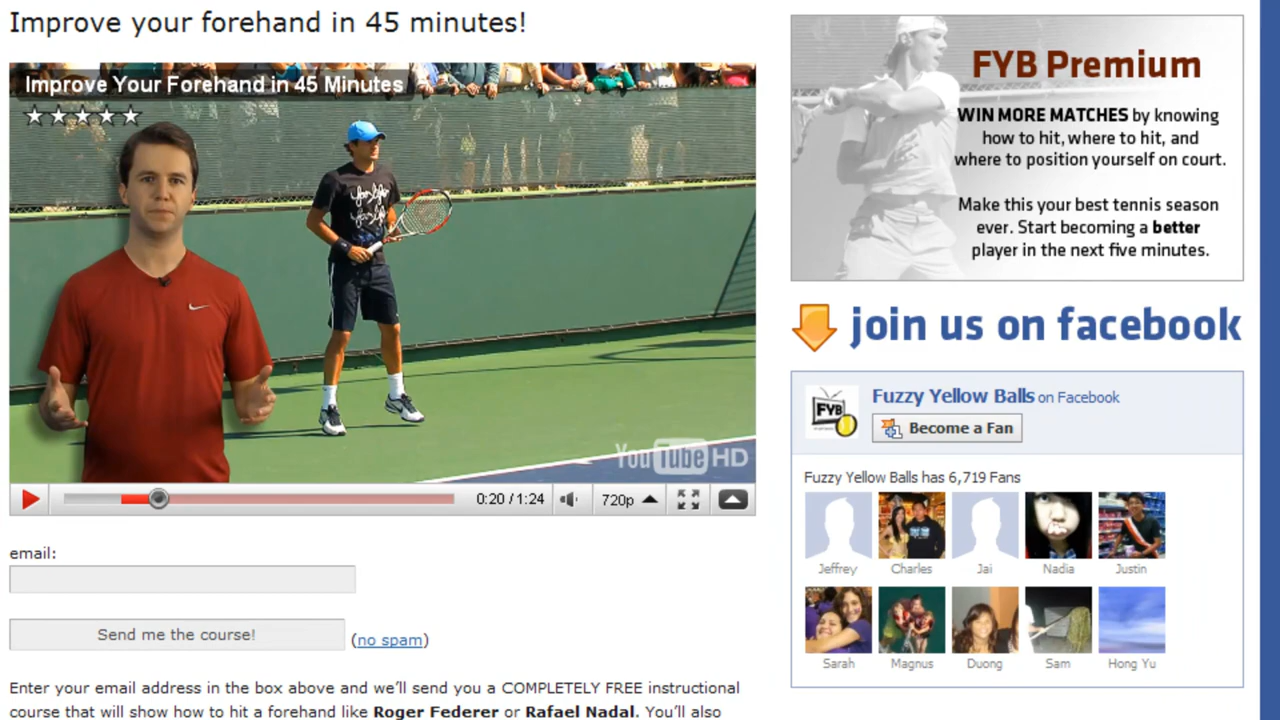 Improve your forehand in 45 minutes!
Improve Your Forehand in 45 Minutes
YouTube HD
0:20 / 1:24
720p
email:
Send me the course!
(no spam)
Enter your email address in the box above and we'll send you a COMPLETELY FREE instructional
course that will show how to hit a forehand like Roger Federer or Rafael Nadal. You'll also
FYB Premium
WIN MORE MATCHES by knowing
how to hit, where to hit, and
where to position yourself on court.
Make this your best tennis season
ever. Start becoming a better
player in the next five minutes.
join us on facebook
FYB
Fuzzy Yellow Balls on Facebook
Become a Fan
Fuzzy Yellow Balls has 6,719 Fans
Jeffrey Charles Jai Nadia Justin
Sarah Magnus Duong Sam Hong Yu